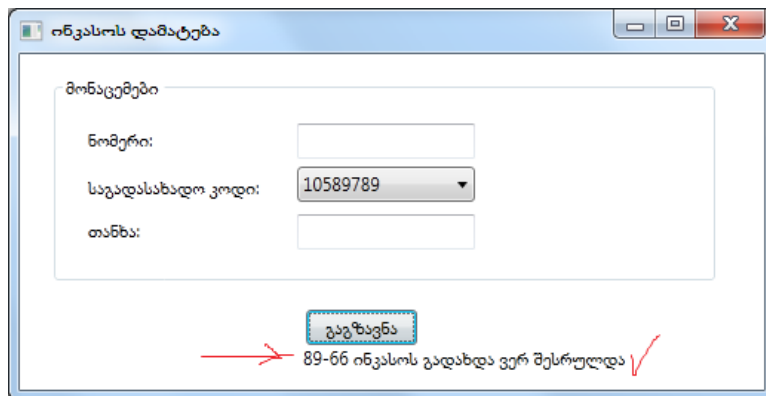 ინკასოს დამატება
მონაცემები
ნომერი:
საგადასახადო კოდი: 10589789
თანხა:
გაგზავნა
89-66 ინკასოს გადახდა ვერ შესრულდა